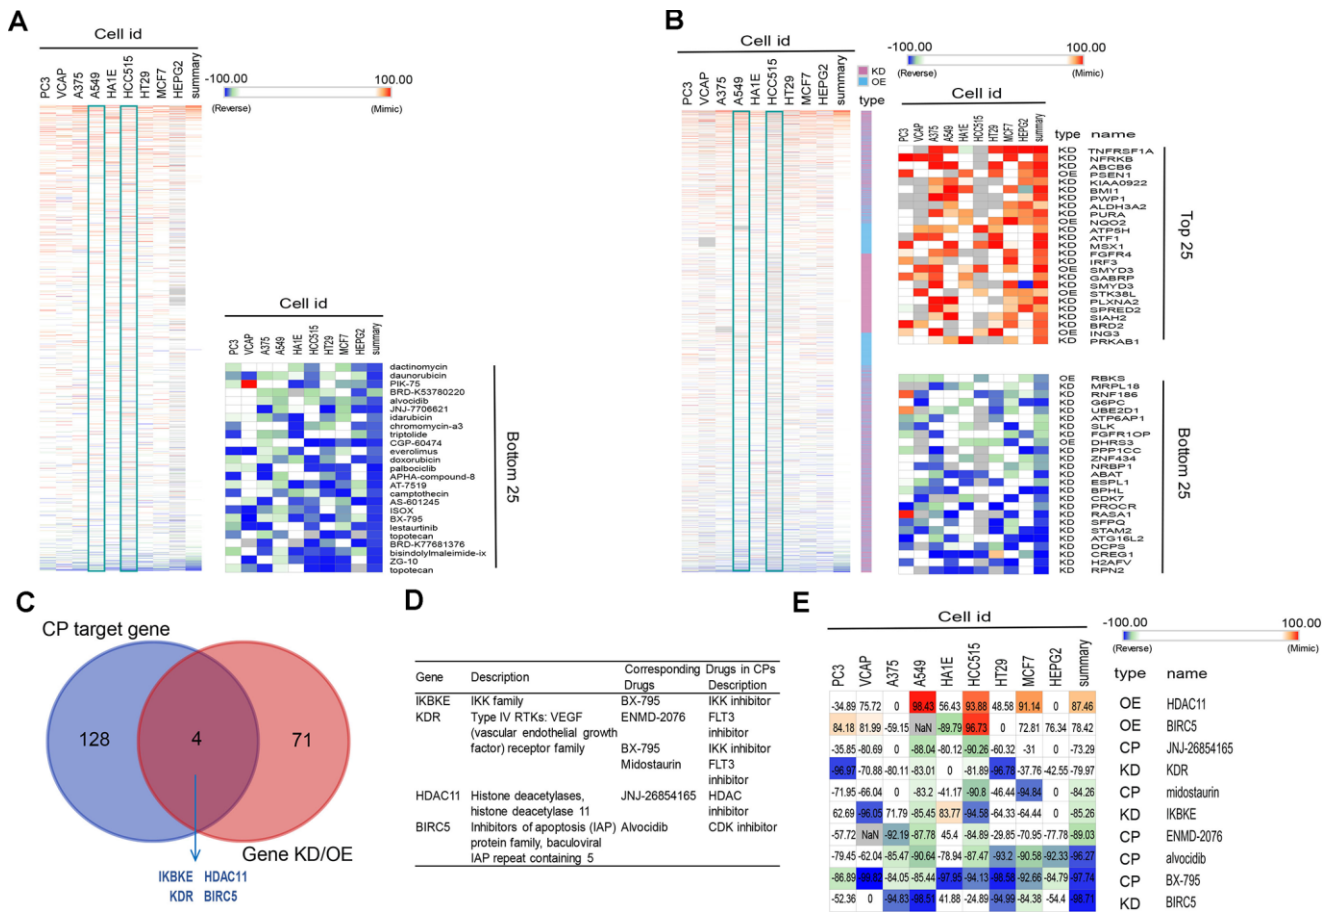 A
Cell id
PC3 VCAP A375 A549 HA1E HCC515 HT29 MCF7 HEPG2 summary
-100.00 100.00
(Reverse) (Mimic)
Cell id
PC3 VCAP A375 A549 HA1E HCC515 HT29 MCF7 HEPG2 summary
dactinomycin
daunorubicin
PIK-75
BRD-K53780220
alvocidib
JNJ-7706621
idarubicin
chromomycin-a3
triptolide
CGP-60474
everolimus
doxorubicin
palbociclib
APHA-compound-8
AT-7519
camptothecin
AS-601245
ISOX
BX-795
lestaurtinib
topotecan
BRD-K77681376
bisindolylmaleimide-ix
ZG-10
topotecan
Bottom 25
B
Cell id
PC3 VCAP A375 A549 HA1E HCC515 HT29 MCF7 HEPG2 summary
KD
OE
type
-100.00 100.00
(Reverse) (Mimic)
Cell id
PC3 VCAP A375 A549 HA1E HCC515 HT29 MCF7 HEPG2 summary type name
KD TNFRSF1A
KD NFRKB
KD ABCB6
OE PSEN1
KD KIAA0922
KD BMI1
KD PWP1
KD ALDH3A2
KD PURA
OE NQO2
KD ATP5H
KD ATF1
KD MSX1
KD FGFR4
KD IRF3
OE SMYD3
KD GABRP
KD SMYD3
OE STK38L
KD PLXNA2
KD SPRED2
KD SIAH2
KD BRD2
OE ING3
KD PRKAB1
Top 25
OE RBKS
KD MRPL18
KD RNF186
KD G6PC
KD UBE2D1
KD ATP6AP1
KD SLK
KD FGFR1OP
OE DHRS3
KD PPP1CC
KD ZNF434
KD NRBP1
KD ABAT
KD ESPL1
KD BPHL
KD CDK7
KD PROCR
KD RASA1
KD SFPQ
KD STAM2
KD ATG16L2
KD DCPS
KD CREG1
KD H2AFV
KD RPN2
Bottom 25
C
CP target gene
128 4 71
Gene KD/OE
IKBKE HDAC11
KDR BIRC5
D
Gene Description Corresponding Drugs in CPs
Drugs Description
IKBKE IKK family BX-795 IKK inhibitor
KDR Type IV RTKs: VEGF ENMD-2076 FLT3
(vascular endothelial growth inhibitor
factor) receptor family BX-795 IKK inhibitor
Midostaurin FLT3
inhibitor
HDAC11 Histone deacetylases, JNJ-26854165 HDAC
histone deacetylase 11 inhibitor
BIRC5 Inhibitors of apoptosis (IAP) Alvocidib CDK inhibitor
protein family, baculoviral
IAP repeat containing 5
E
Cell id
-100.00 100.00
(Reverse) (Mimic)
PC3 VCAP A375 A549 HA1E HCC515 HT29 MCF7 HEPG2 summary type name
-34.89 75.72 0 98.43 56.43 93.88 48.58 91.14 0 87.46 OE HDAC11
84.18 81.99 -59.15 NaN -89.79 96.73 0 72.81 76.34 78.42 OE BIRC5
-35.85 -80.69 0 -88.04 -80.12 -90.26 -60.32 -31 0 -73.29 CP JNJ-26854165
-96.97 -70.88 -80.11 -83.01 0 -81.89 -96.78 -37.76 -42.55 -79.97 KD KDR
-71.95 -66.04 0 -83.2 -41.17 -90.8 -46.44 -94.84 0 -84.26 CP midostaurin
62.69 -96.05 71.79 -85.45 83.77 -94.58 -64.33 -64.44 0 -85.26 KD IKBKE
-57.72 NaN -92.19 -87.78 45.4 -84.89 -29.85 -70.95 -77.78 -89.03 CP ENMD-2076
-79.45 -62.04 -85.47 -90.64 -78.94 -87.47 -93.2 -90.58 -92.33 -96.27 CP alvocidib
-86.89 -84.05 -85.44 -97.95 -94.13 -98.58 -92.66 -84.79 -97.74 CP BX-795
-52.36 0 -94.83 -98.51 -41.88 -24.89 -94.99 -84.38 -54.4 -98.71 KD BIRC5